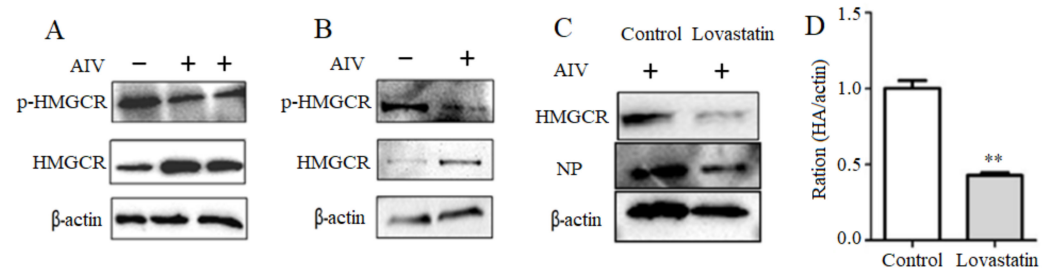 A
AIV − + +
p-HMGCR
HMGCR
β-actin
B
AIV − +
p-HMGCR
HMGCR
β-actin
C
Control Lovastatin
AIV + +
HMGCR
NP
β-actin
D
Ration (HA/actin)
1.5
1.0
0.5
0.0
**
Control Lovastatin